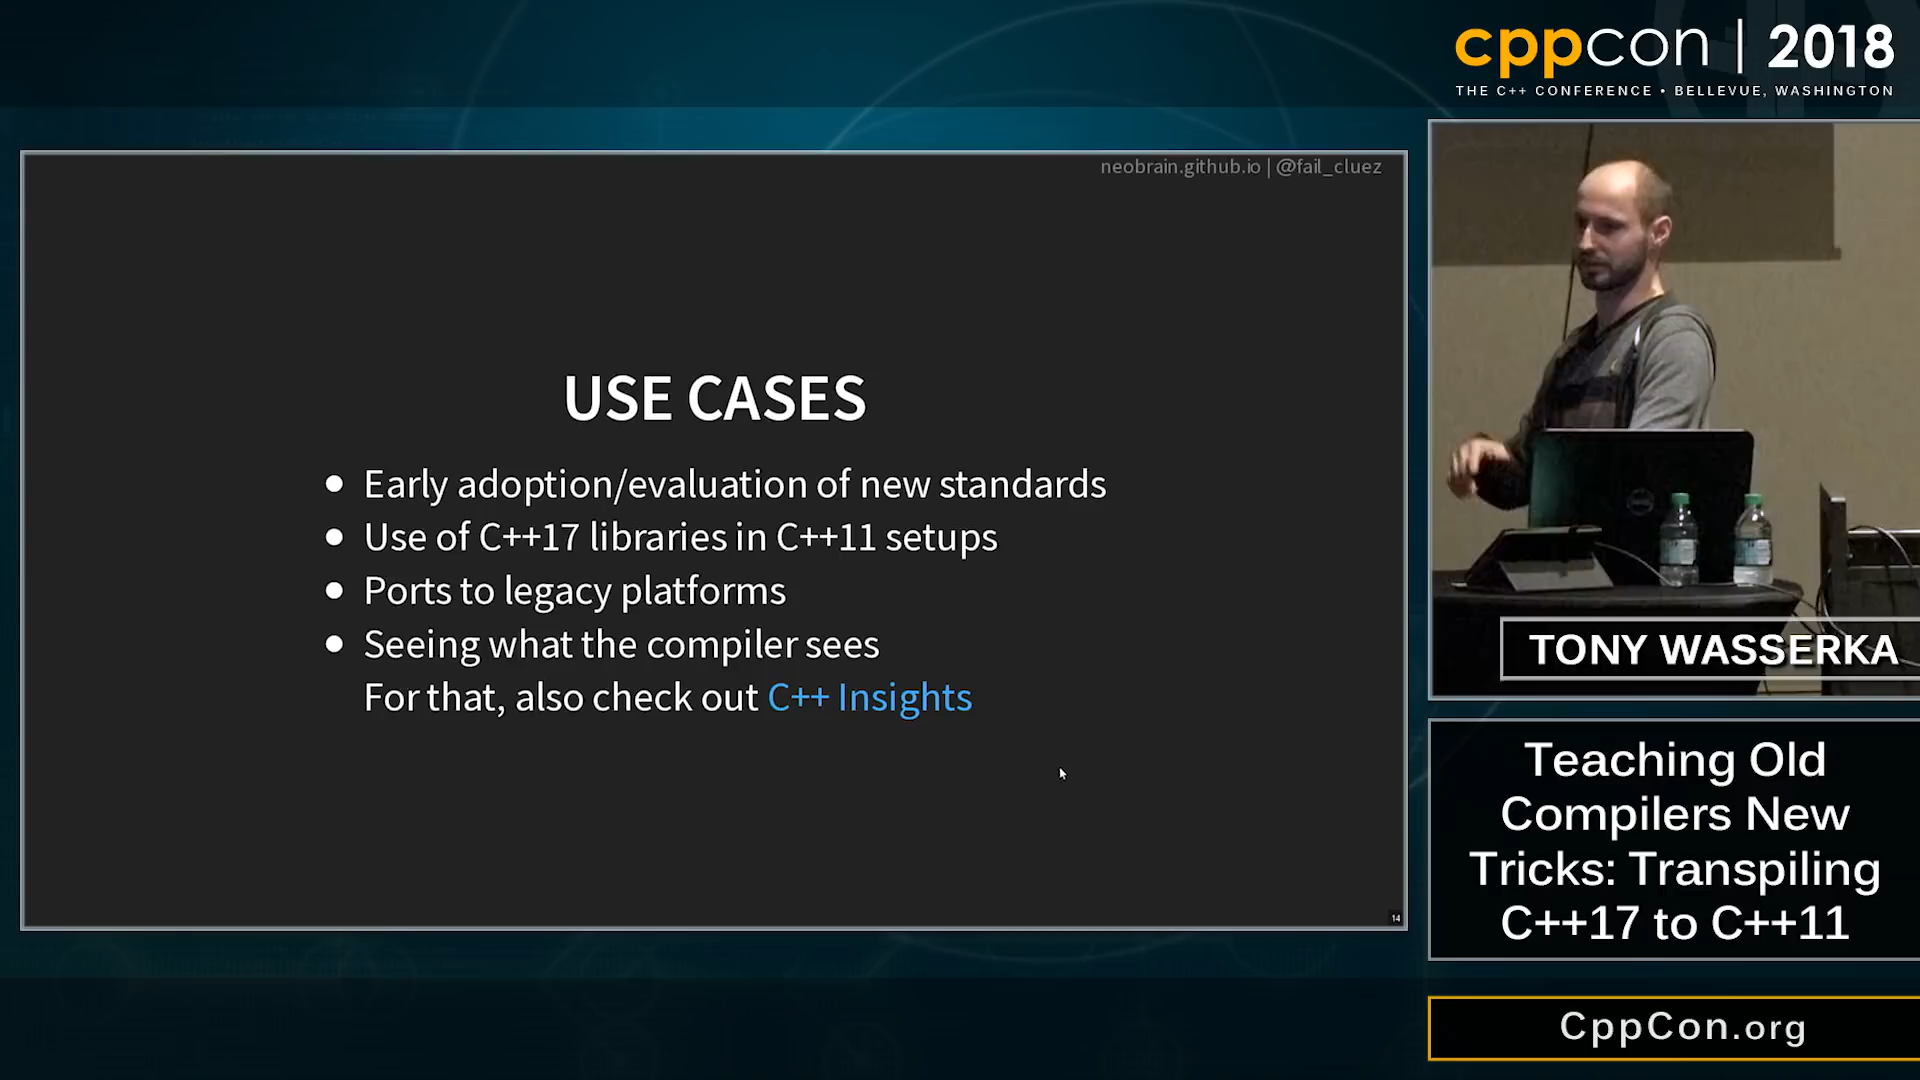 cppcon | 2018
THE C++ CONFERENCE • BELLEVUE, WASHINGTON
neobrain.github.io | @fail_cluez
USE CASES
• Early adoption/evaluation of new standards
• Use of C++17 libraries in C++11 setups
• Ports to legacy platforms
• Seeing what the compiler sees
For that, also check out C++ Insights
14
TONY WASSERKA
Teaching Old
Compilers New
Tricks: Transpiling
C++17 to C++11
CppCon.org